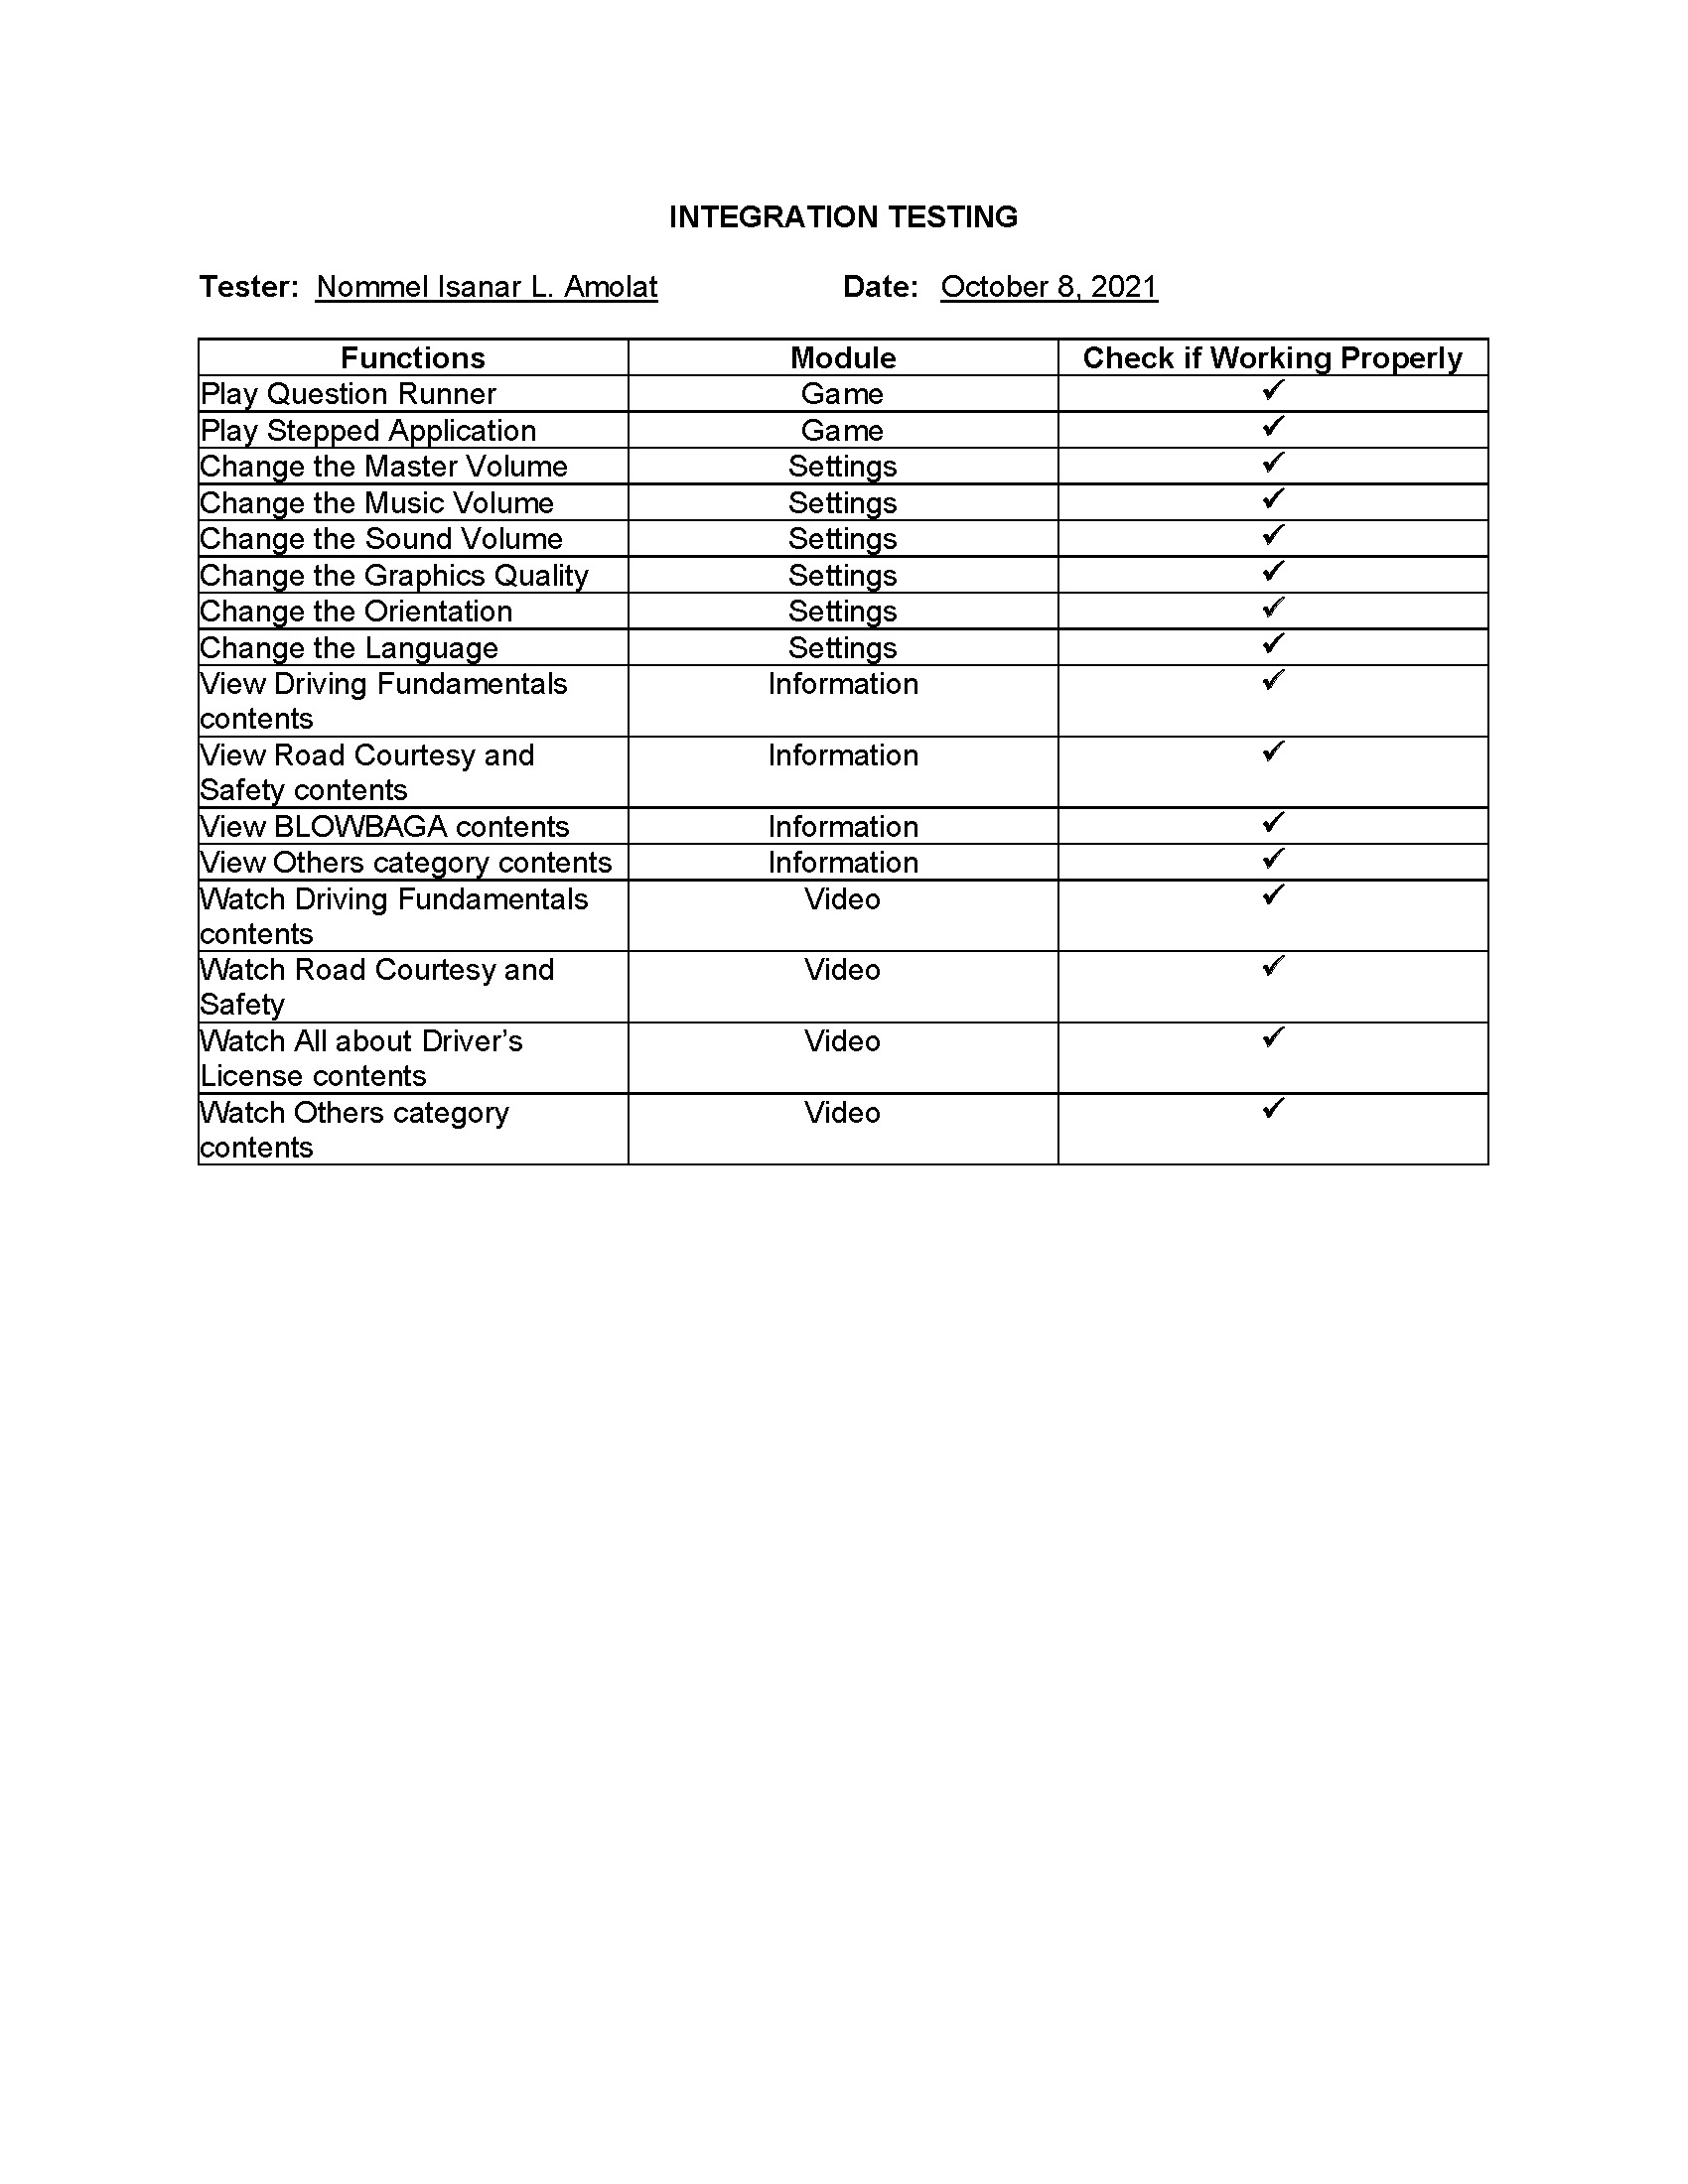 INTEGRATION TESTING
Tester: Nommel Isanar L. Amolat Date: October 8, 2021
Functions Module Check if Working Properly
Play Question Runner Game ✓
Play Stepped Application Game ✓
Change the Master Volume Settings ✓
Change the Music Volume Settings ✓
Change the Sound Volume Settings ✓
Change the Graphics Quality Settings ✓
Change the Orientation Settings ✓
Change the Language Settings ✓
View Driving Fundamentals Information ✓
contents
View Road Courtesy and Information ✓
Safety contents
View BLOWBAGA contents Information ✓
View Others category contents Information ✓
Watch Driving Fundamentals Video ✓
contents
Watch Road Courtesy and Video ✓
Safety
Watch All about Driver’s Video ✓
License contents
Watch Others category Video ✓
contents